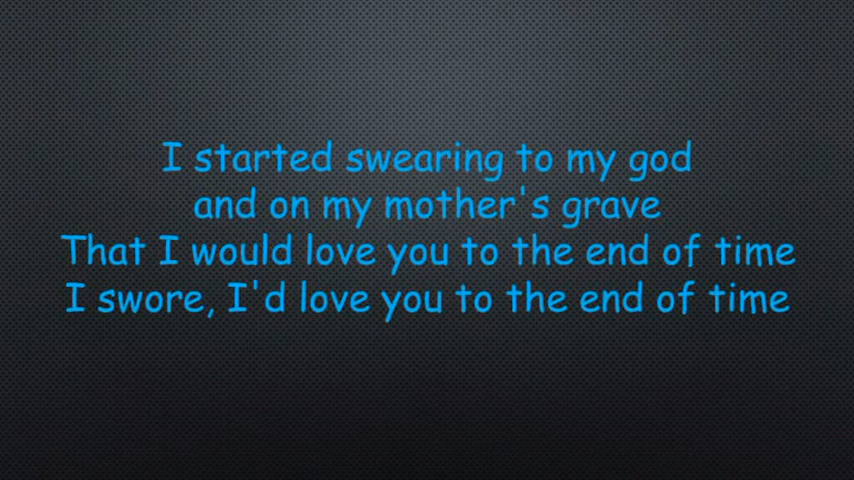 I started swearing to my god
and on my mother's grave
That I would love you to the end of time
I swore, I'd love you to the end of time